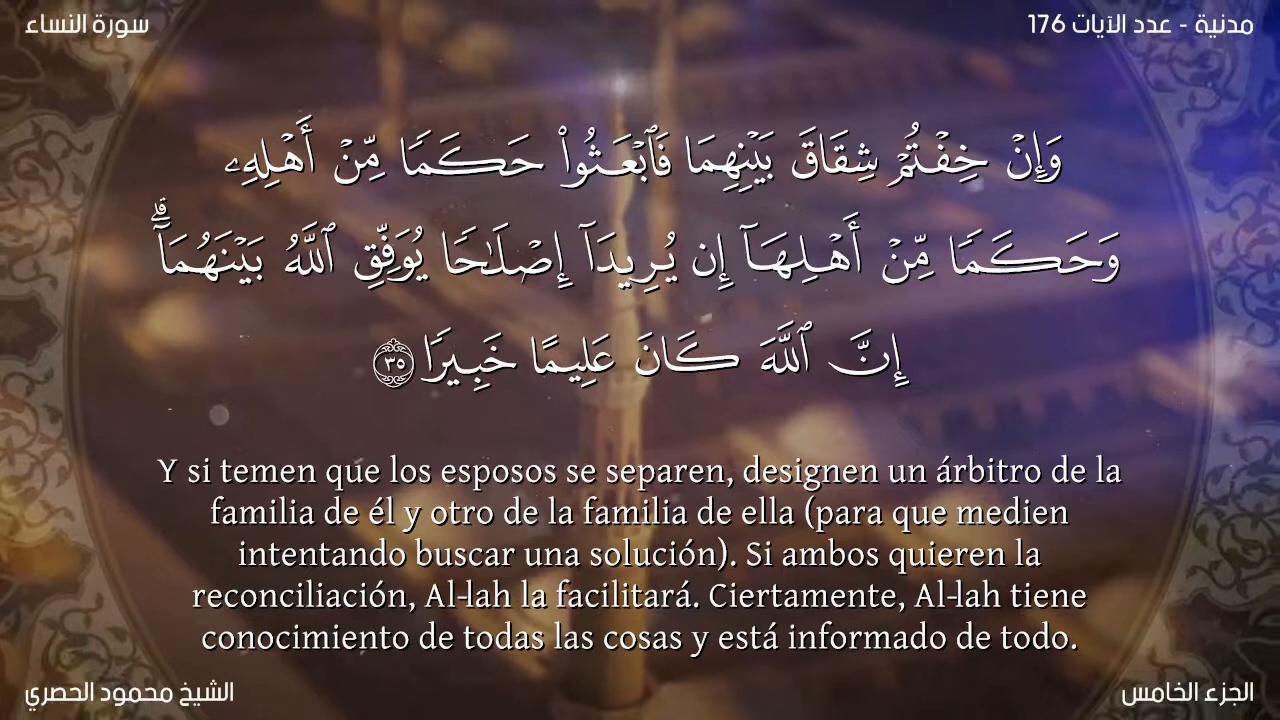 سورة النساء
مدنية - عدد الآيات 176
وَإِنْ خِفْتُمْ شِقَاقَ بَيْنِهِمَا فَٱبْعَثُوا۟ حَكَمًا مِّنْ أَهْلِهِۦ
وَحَكَمًا مِّنْ أَهْلِهَآ إِن يُرِيدَآ إِصْلَـٰحًا يُوَفِّقِ ٱللَّهُ بَيْنَهُمَآ ۗ
إِنَّ ٱللَّهَ كَانَ عَلِيمًا خَبِيرًا ٣٥
Y si temen que los esposos se separen, designen un árbitro de la
familia de él y otro de la familia de ella (para que medien
intentando buscar una solución). Si ambos quieren la
reconciliación, Al-lah la facilitará. Ciertamente, Al-lah tiene
conocimiento de todas las cosas y está informado de todo.
الشيخ محمود الحصري
الجزء الخامس